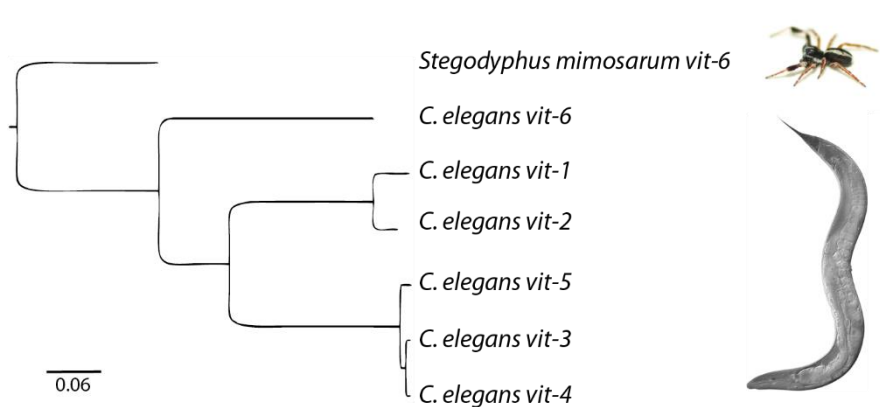 Stegodyphus mimosarum vit-6
C. elegans vit-6
C. elegans vit-1
C. elegans vit-2
C. elegans vit-5
C. elegans vit-3
C. elegans vit-4
0.06